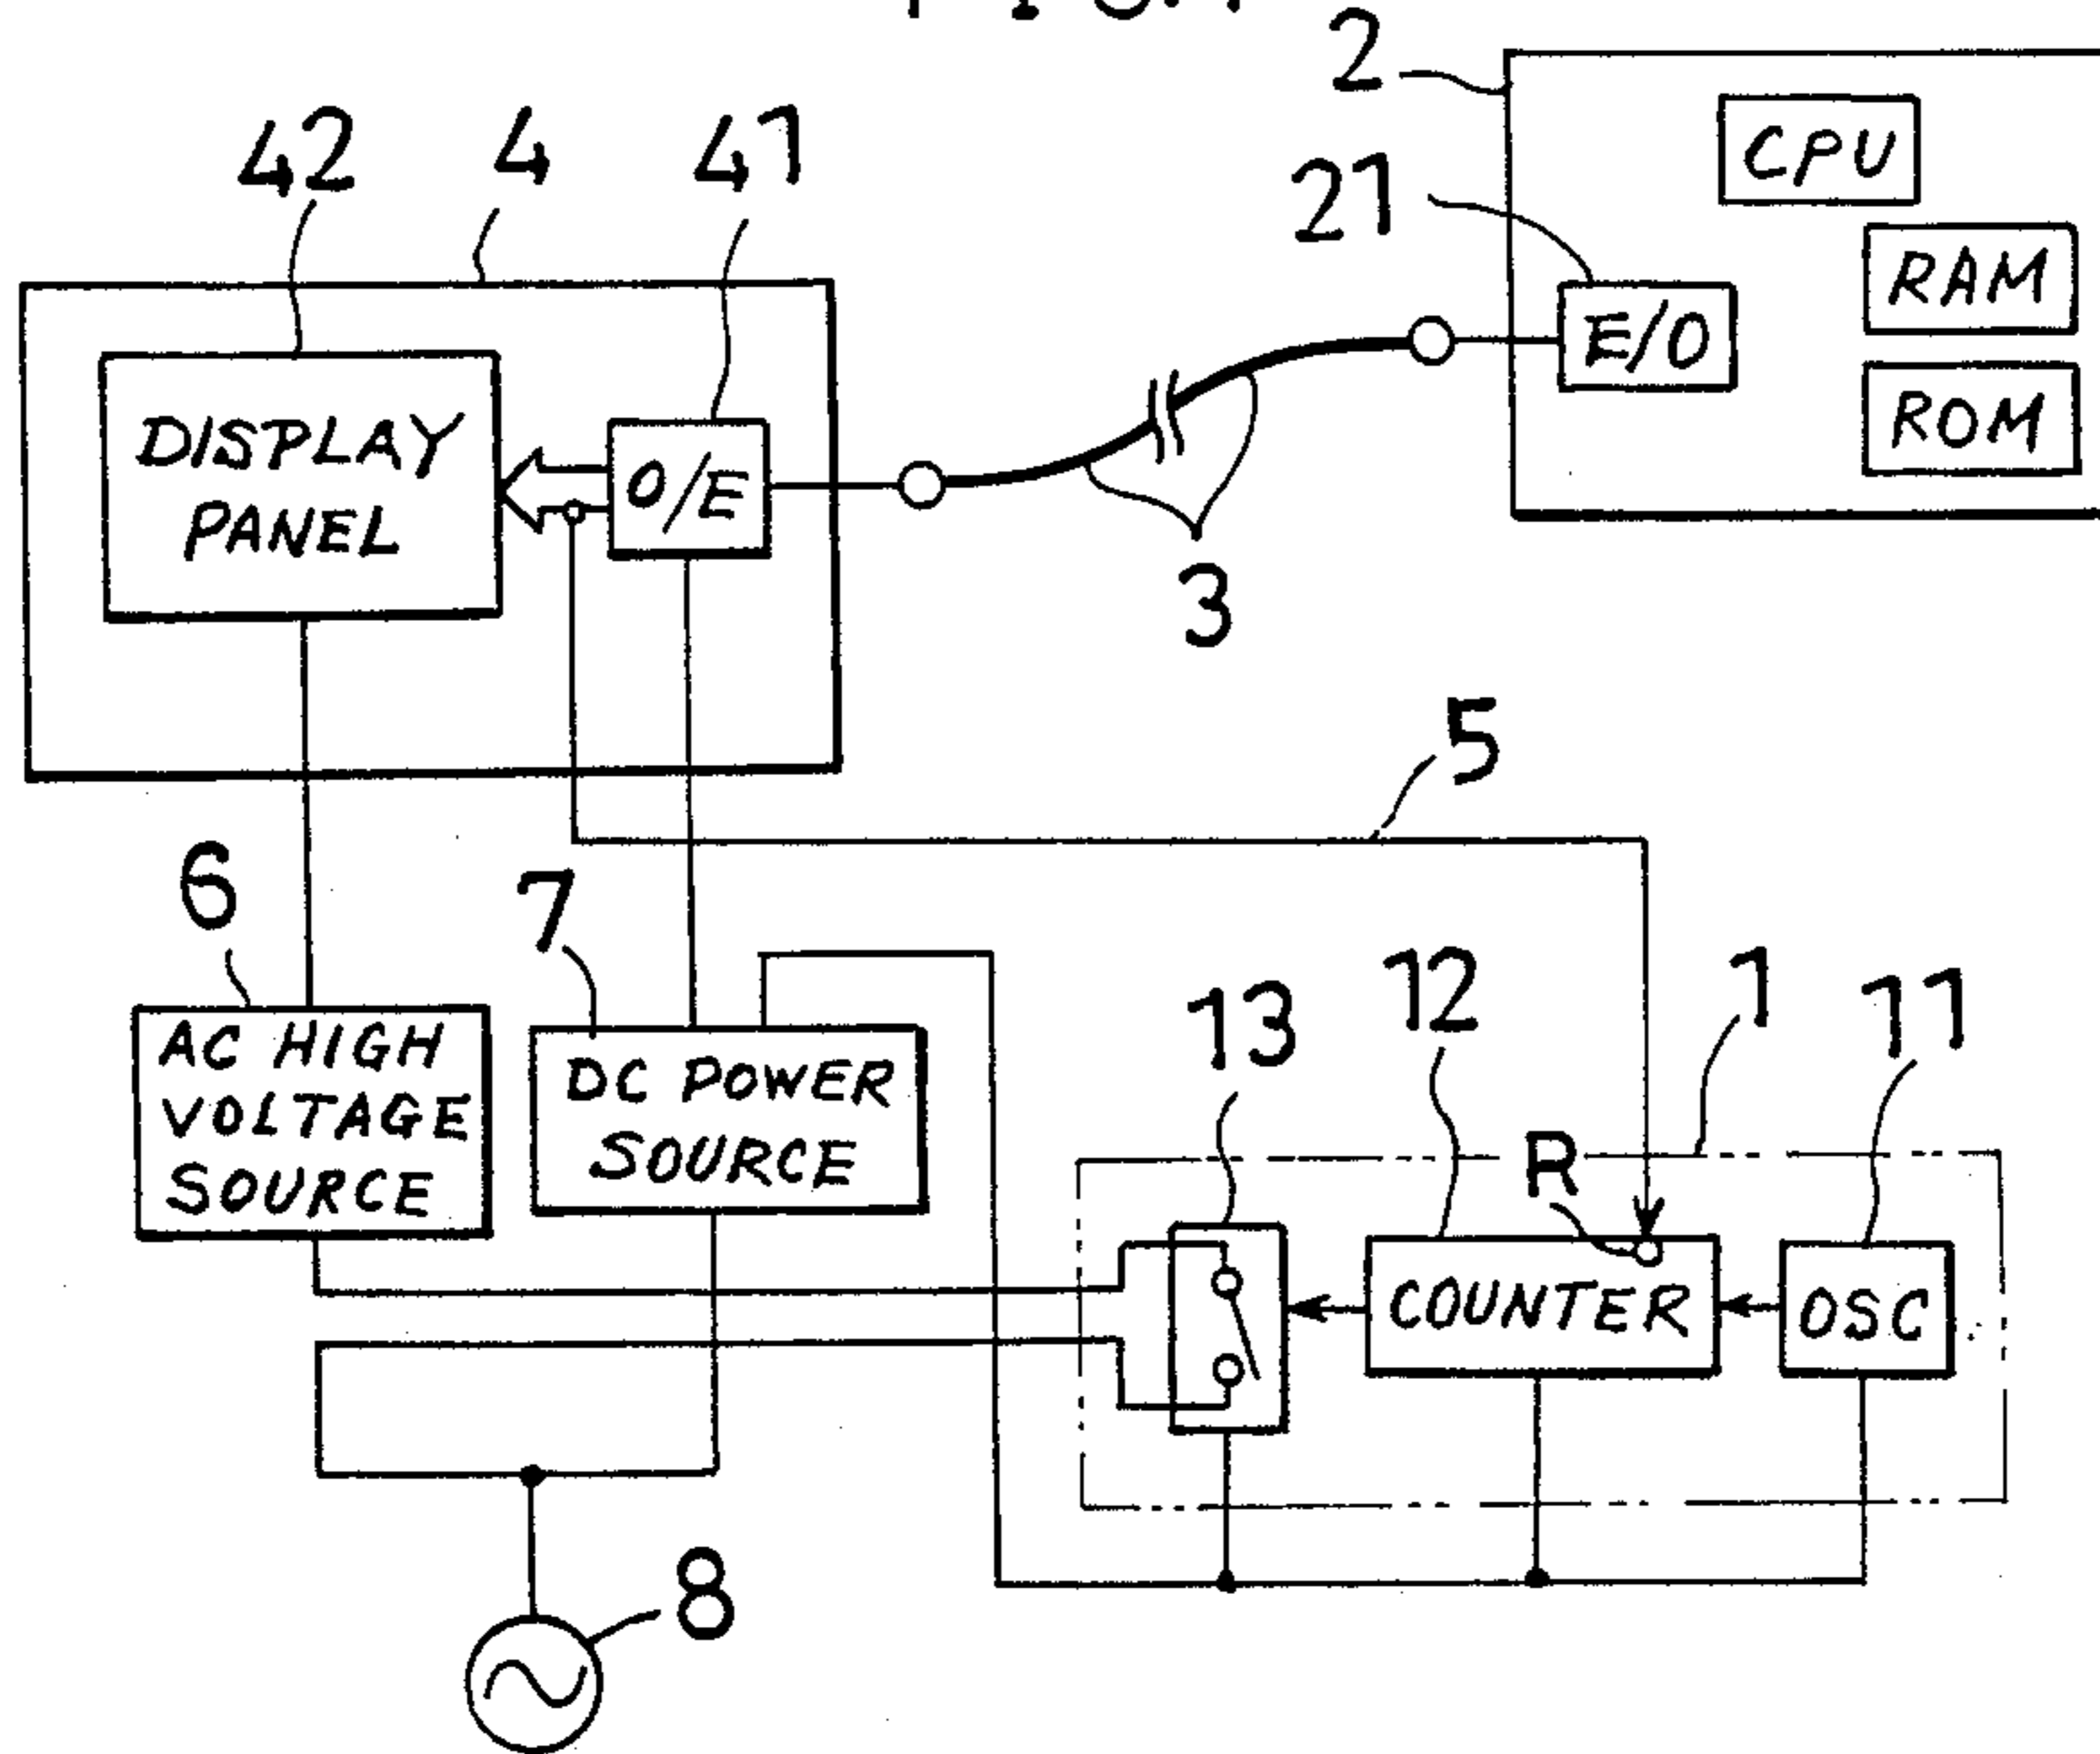 2
CPU
42
4
41
21
RAM
E/O
DISPLAY
PANEL
O/E
ROM
3
5
6
7
AC HIGH
VOLTAGE
SOURCE
DC POWER
SOURCE
13
12
1
11
R
COUNTER
OSC
8